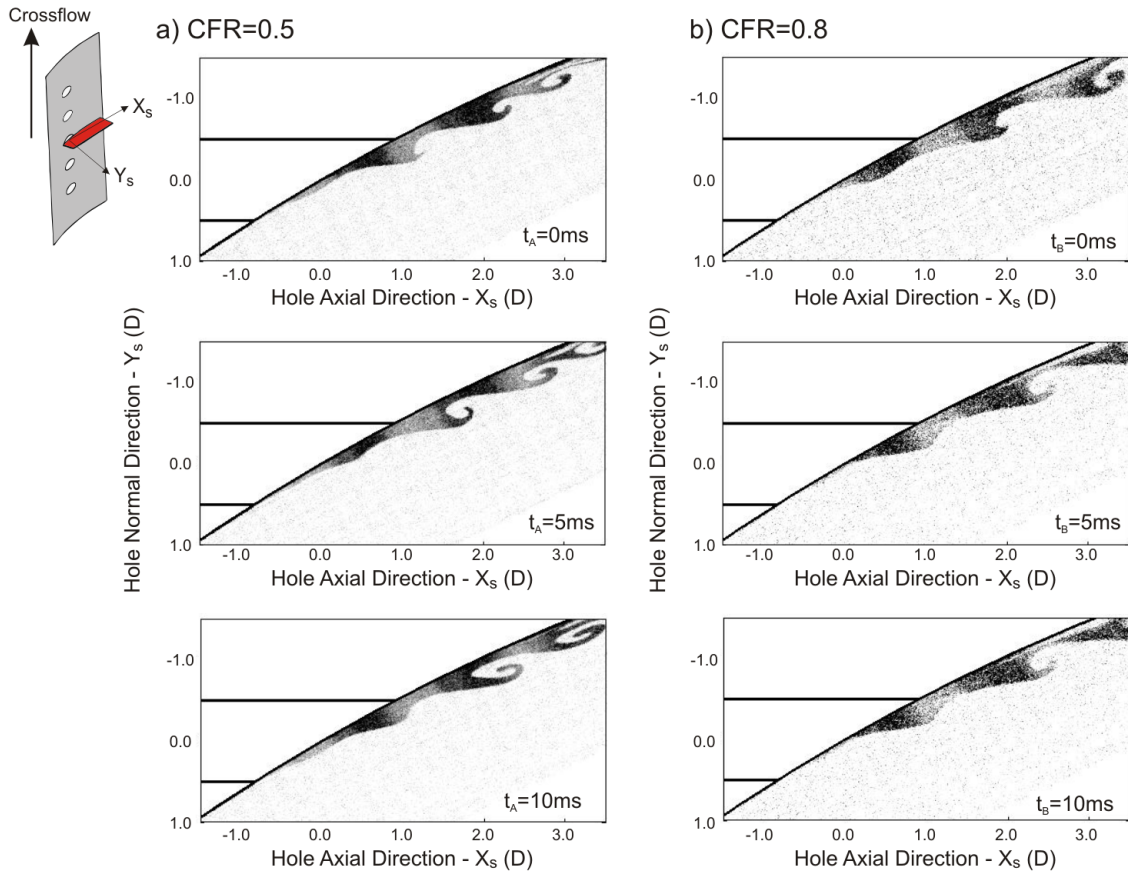 Crossflow
X_s
Y_s
a) CFR=0.5
-1.0
0.0
1.0
t_A=0ms
-1.0 0.0 1.0 2.0 3.0
Hole Axial Direction - X_s (D)
Hole Normal Direction - Y_s (D)
-1.0
0.0
1.0
t_A=5ms
-1.0 0.0 1.0 2.0 3.0
Hole Axial Direction - X_s (D)
-1.0
0.0
1.0
t_A=10ms
-1.0 0.0 1.0 2.0 3.0
Hole Axial Direction - X_s (D)
b) CFR=0.8
-1.0
0.0
1.0
t_B=0ms
-1.0 0.0 1.0 2.0 3.0
Hole Axial Direction - X_s (D)
Hole Normal Direction - Y_s (D)
-1.0
0.0
1.0
t_B=5ms
-1.0 0.0 1.0 2.0 3.0
Hole Axial Direction - X_s (D)
-1.0
0.0
1.0
t_B=10ms
-1.0 0.0 1.0 2.0 3.0
Hole Axial Direction - X_s (D)